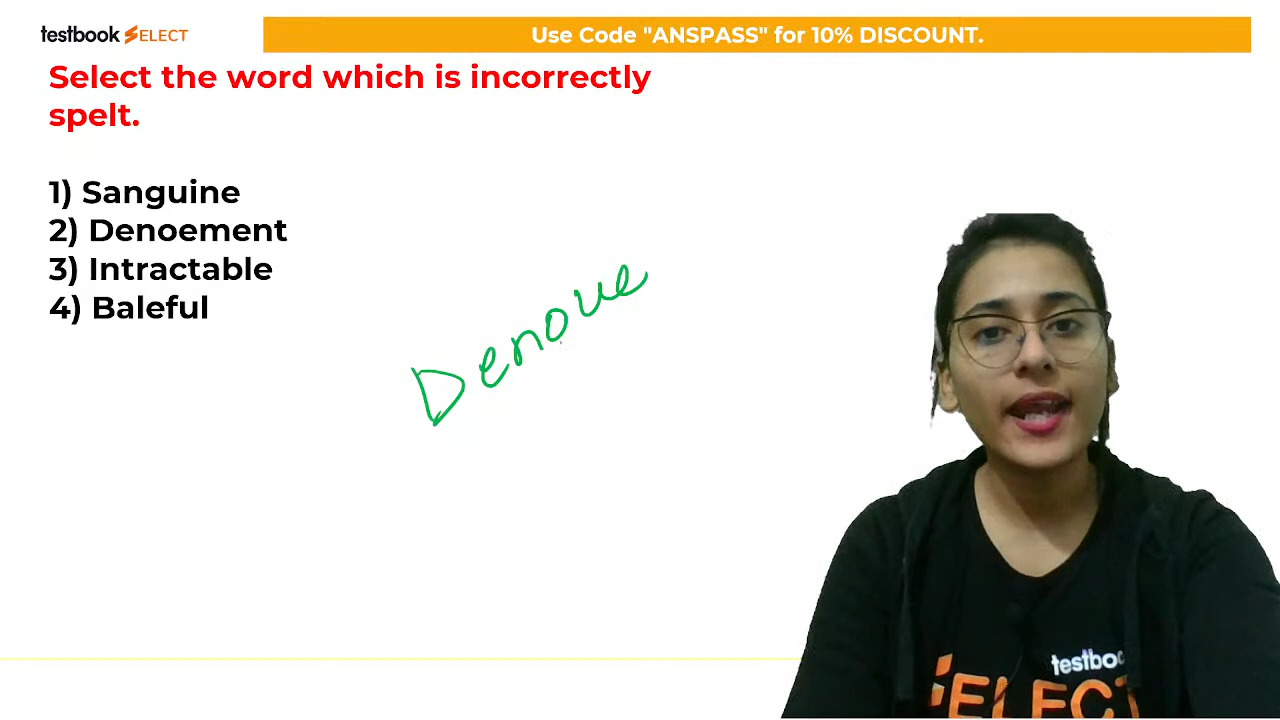 testbook SELECT
Use Code "ANSPASS" for 10% DISCOUNT.
Select the word which is incorrectly
spelt.
1) Sanguine
2) Denoement
3) Intractable
4) Baleful
Denoue
testbo
SELECT